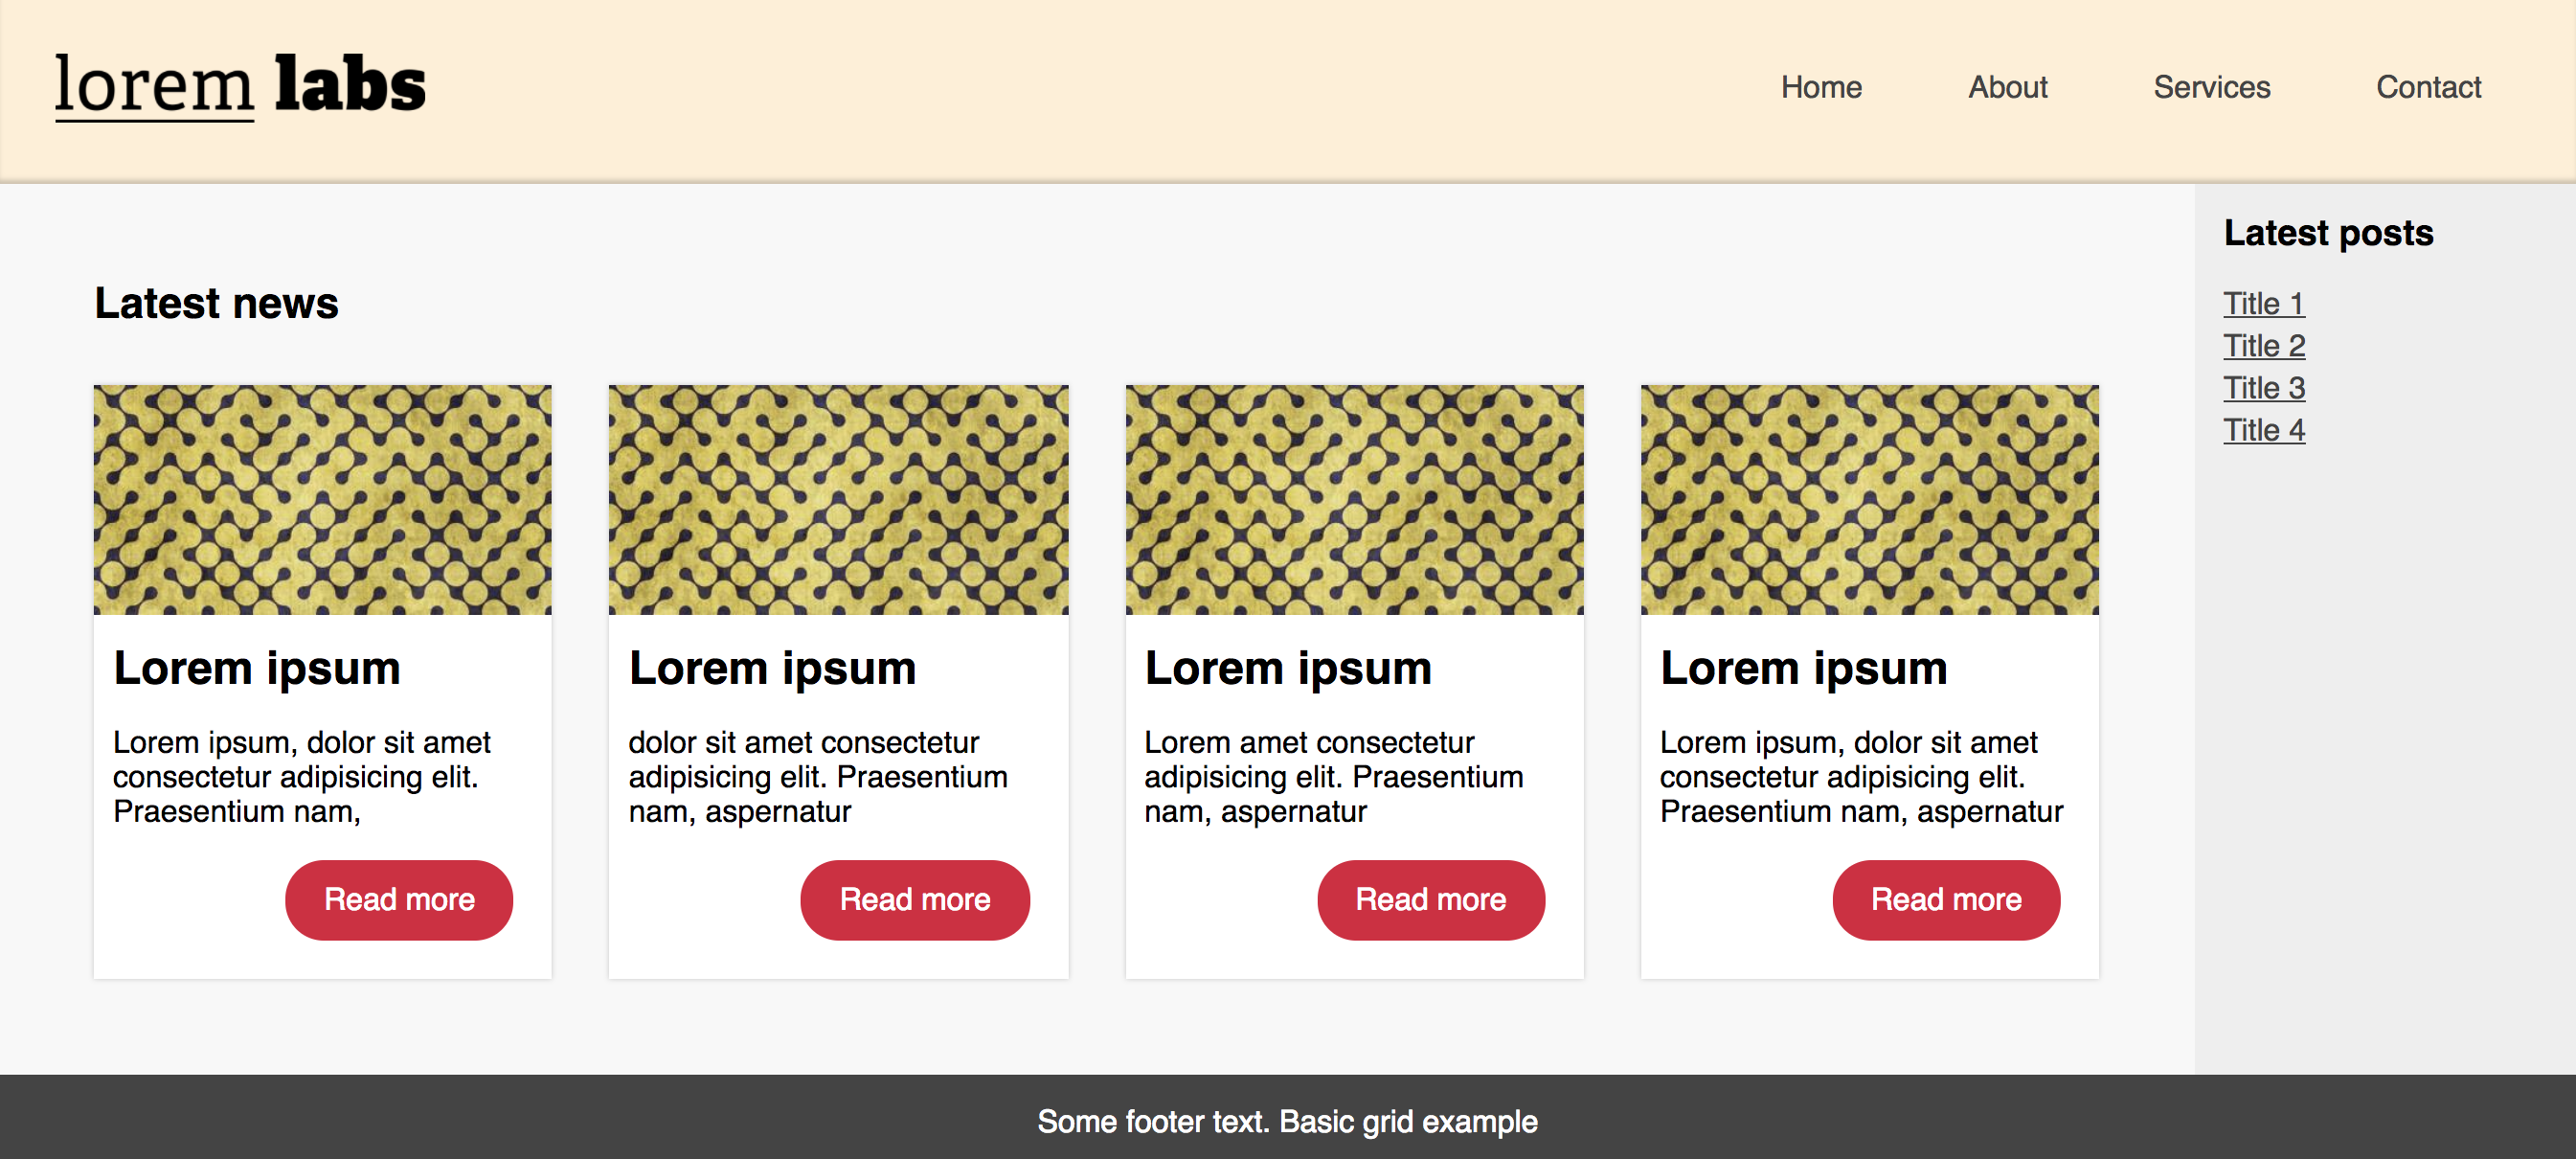 lorem labs
Home
About
Services
Contact
Latest news
Lorem ipsum
Lorem ipsum, dolor sit amet
consectetur adipisicing elit.
Praesentium nam,
Read more
Lorem ipsum
dolor sit amet consectetur
adipisicing elit. Praesentium
nam, aspernatur
Read more
Lorem ipsum
Lorem amet consectetur
adipisicing elit. Praesentium
nam, aspernatur
Read more
Lorem ipsum
Lorem ipsum, dolor sit amet
consectetur adipisicing elit.
Praesentium nam, aspernatur
Read more
Latest posts
Title 1
Title 2
Title 3
Title 4
Some footer text. Basic grid example